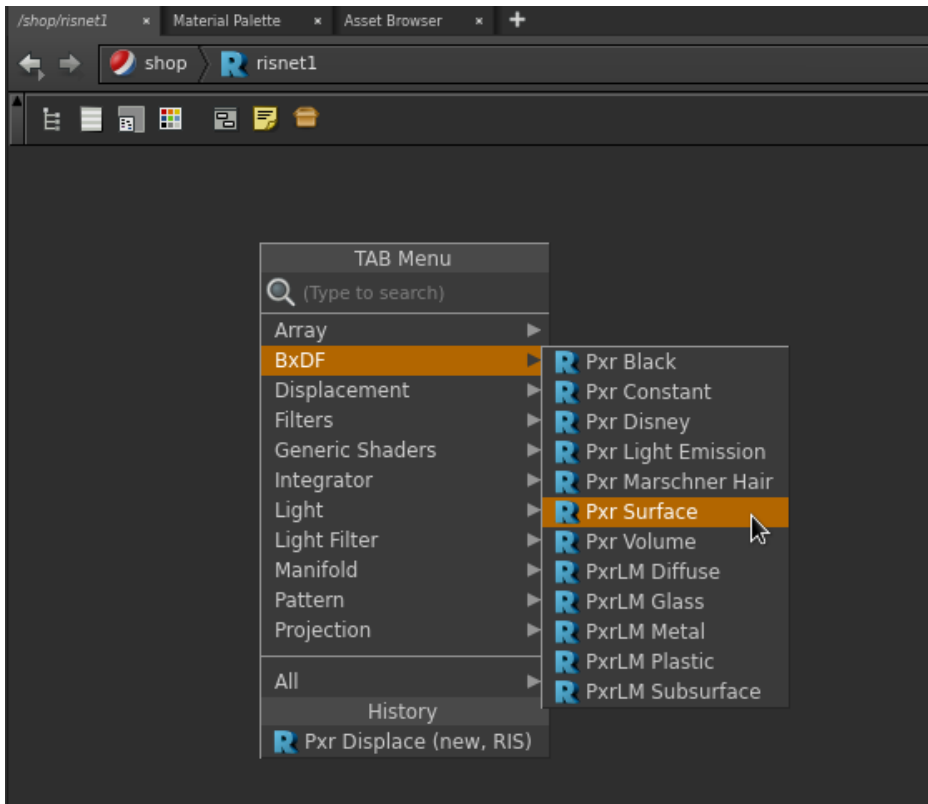 /shop/risnet1 × Material Palette × Asset Browser × +
shop risnet1
TAB Menu
(Type to search)
Array
BxDF
Displacement
Filters
Generic Shaders
Integrator
Light
Light Filter
Manifold
Pattern
Projection
All
History
Pxr Displace (new, RIS)
Pxr Black
Pxr Constant
Pxr Disney
Pxr Light Emission
Pxr Marschner Hair
Pxr Surface
Pxr Volume
PxrLM Diffuse
PxrLM Glass
PxrLM Metal
PxrLM Plastic
PxrLM Subsurface